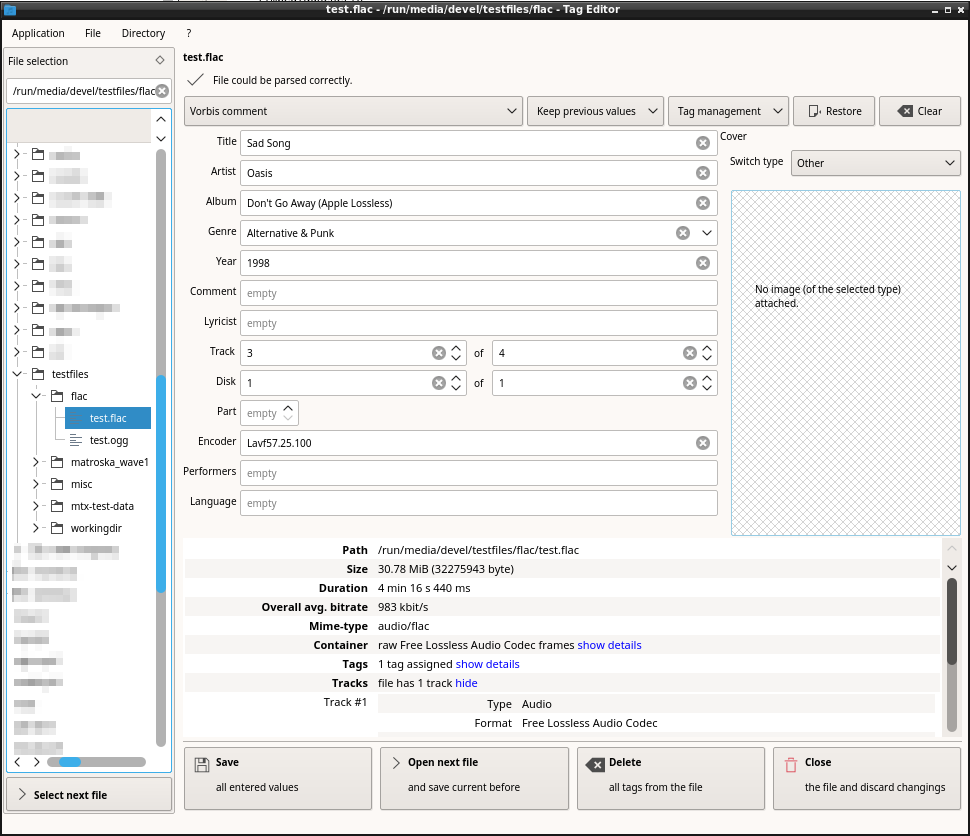 test.flac - /run/media/devel/testfiles/flac - Tag Editor
Application File Directory ?
File selection
/run/media/devel/testfiles/flac
testfiles
flac
test.flac
test.ogg
matroska_wave1
misc
mtx-test-data
workingdir
Select next file
test.flac
File could be parsed correctly.
Vorbis comment Keep previous values Tag management Restore Clear
Title Sad Song
Artist Oasis
Album Don't Go Away (Apple Lossless)
Genre Alternative & Punk
Year 1998
Comment empty
Lyricist empty
Track 3 of 4
Disk 1 of 1
Part empty
Encoder Lavf57.25.100
Performers empty
Language empty
Cover
Switch type Other
No image (of the selected type)
attached.
Path /run/media/devel/testfiles/flac/test.flac
Size 30.78 MiB (32275943 byte)
Duration 4 min 16 s 440 ms
Overall avg. bitrate 983 kbit/s
Mime-type audio/flac
Container raw Free Lossless Audio Codec frames show details
Tags 1 tag assigned show details
Tracks file has 1 track hide
Track #1 Type Audio
Format Free Lossless Audio Codec
Save
all entered values
Open next file
and save current before
Delete
all tags from the file
Close
the file and discard changings